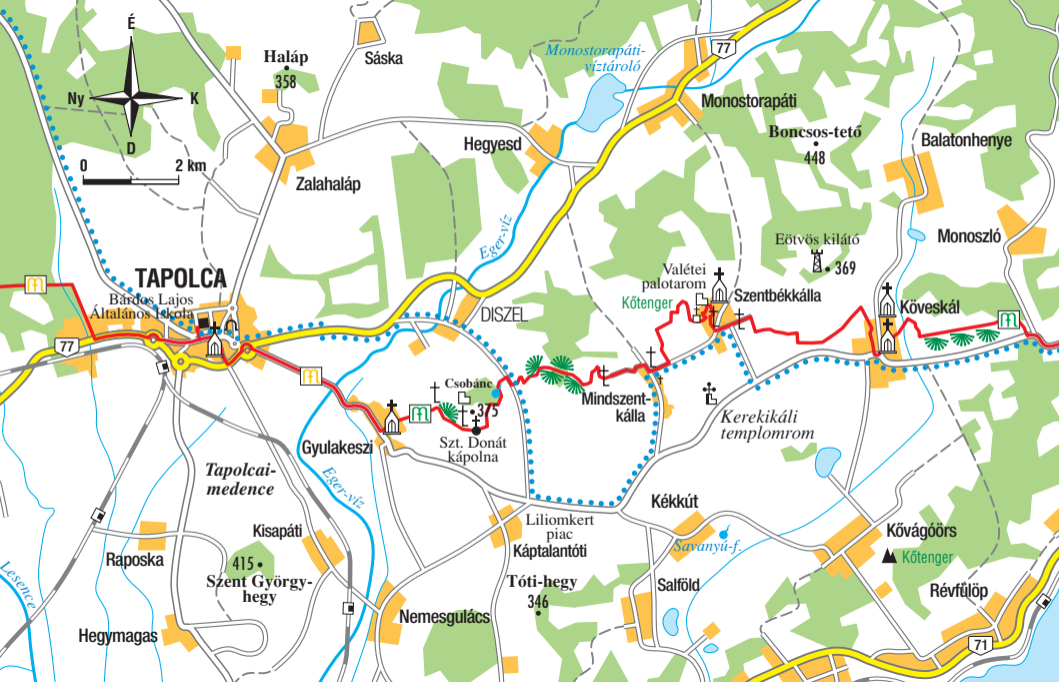 É
Ny
K
D
0
2 km
Haláp
358
Sáska
Zalahaláp
Monostorapáti-
víztároló
77
Monostorapáti
Hegyesd
Boncsos-tető
448
Balatonhenye
Monoszló
Eger-víz
TAPOLCA
Bárdos Lajos
Általános Iskola
77
DISZEL
Valétei
palotarom
Kőtenger
Szentbékkálla
Eötvös kilátó
369
Köveskál
m
m
m
m
Csobánc
375
Szt. Donát
kápolna
Gyulakeszi
Mindszent-
kálla
Kerekikáli
templomrom
Tapolcai-
medence
Eger-víz
Liliomkert
piac
Káptalantóti
Kékkút
Savanyú-f.
Kővágóörs
Kőtenger
Raposka
Kisapáti
415
Szent György-
hegy
Tóti-hegy
346
Salföld
Révfülöp
Lesence
Hegymagas
Nemesgulács
71